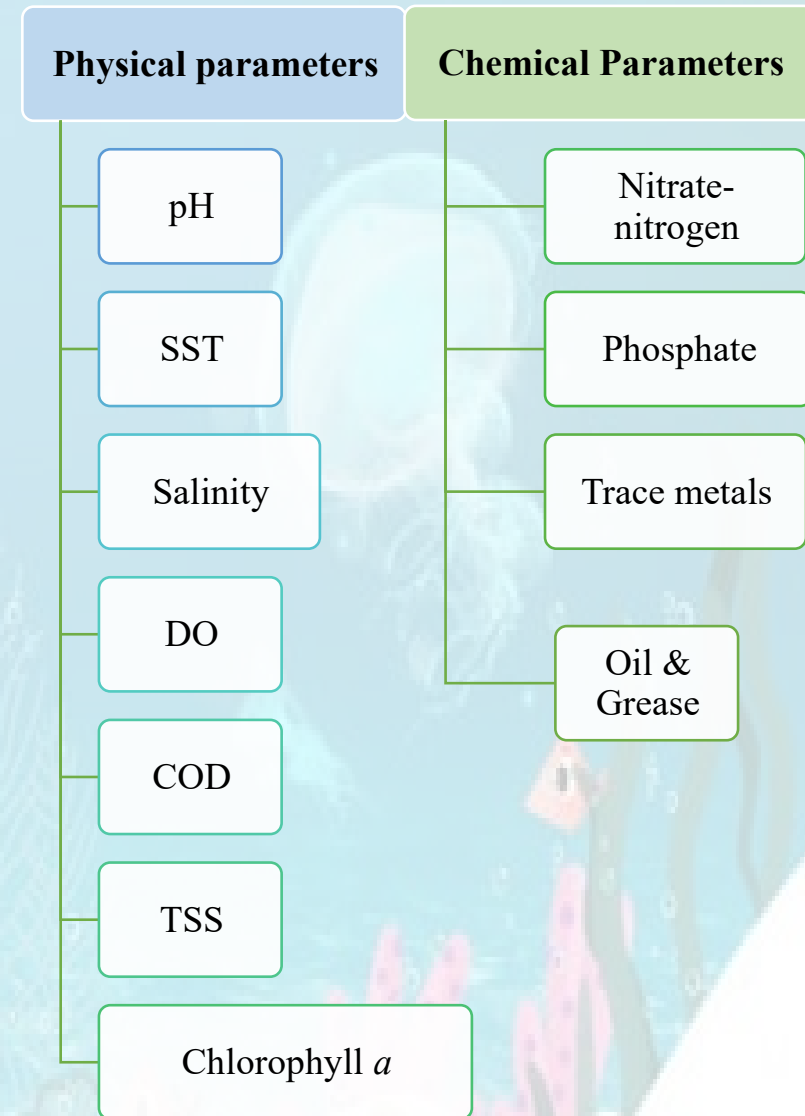 Physical parameters
pH
SST
Salinity
DO
COD
TSS
Chlorophyll a
Chemical Parameters
Nitrate-
nitrogen
Phosphate
Trace metals
Oil &
Grease